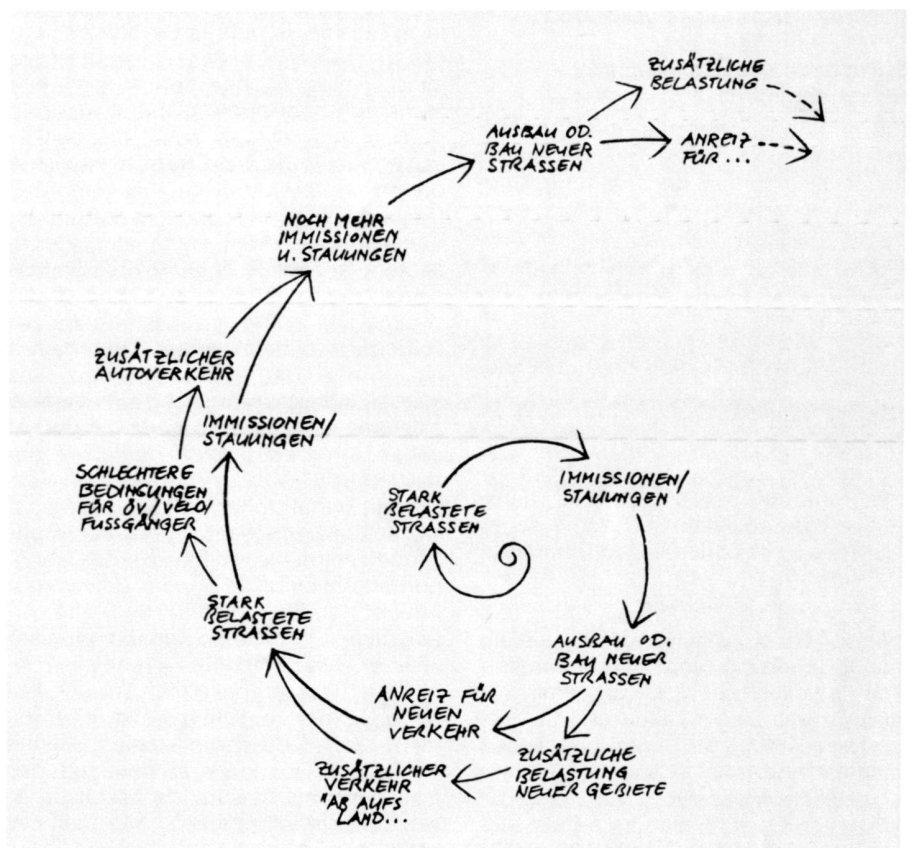 ZUSÄTZLICHE
BELASTUNG
AUSBAU OD.
BAU NEUER
STRASSEN
ANREIZ
FÜR...
NOCH MEHR
IMMISSIONEN
U. STAUUNGEN
ZUSÄTZLICHER
AUTOVERKEHR
IMMISSIONEN/
STAUUNGEN
SCHLECHTERE
BEDINGUNGEN
FÜR ÖV/VELO/
FUSSGÄNGER
STARK
BELASTETE
STRASSEN
IMMISSIONEN/
STAUUNGEN
STARK
BELASTETE
STRASSEN
AUSBAU OD.
BAU NEUER
STRASSEN
ANREIZ FÜR
NEUEN
VERKEHR
ZUSÄTZLICHE
BELASTUNG
NEUER GEBIETE
ZUSÄTZLICHER
VERKEHR
"AB AUFS
LAND...